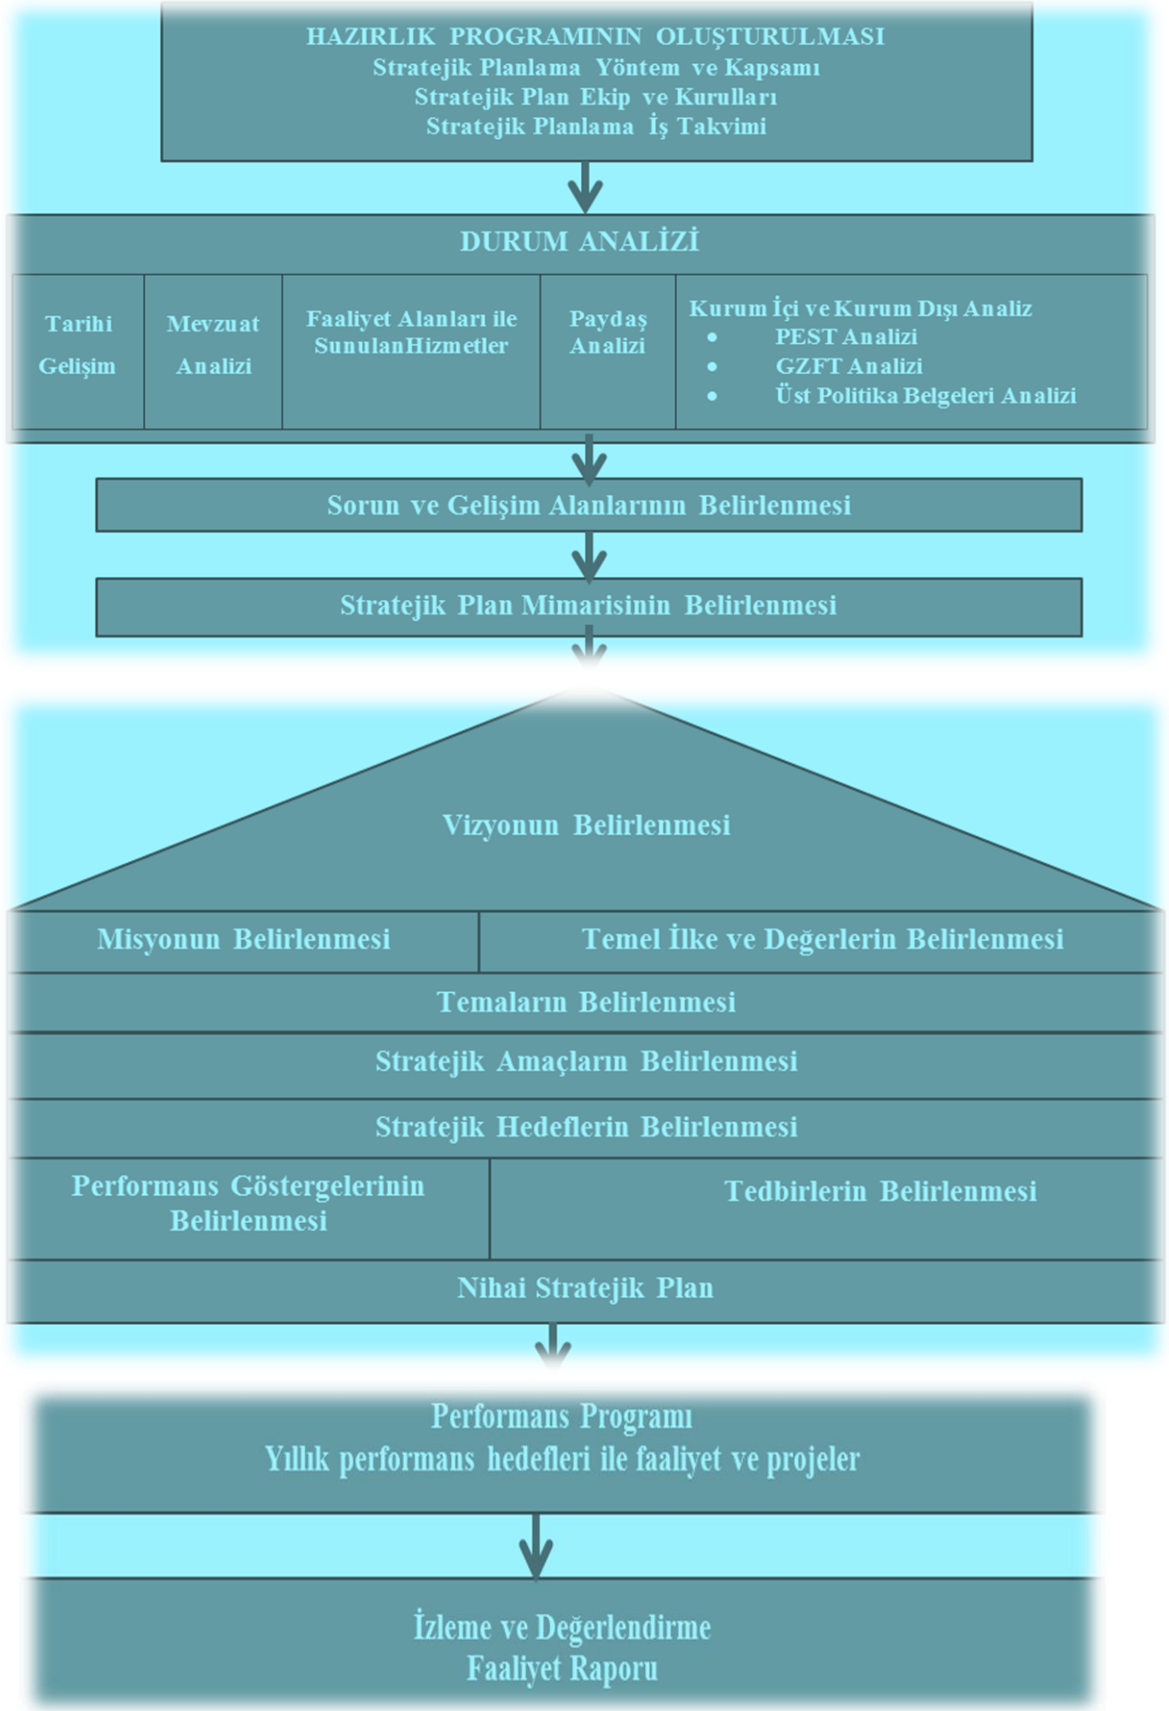 HAZIRLIK PROGRAMININ OLUŞTURULMASI
Stratejik Planlama Yöntem ve Kapsamı
Stratejik Plan Ekip ve Kurulları
Stratejik Planlama İş Takvimi
DURUM ANALİZİ
Tarihi
Gelişim
Mevzuat
Analizi
Faaliyet Alanları ile
Sunulan Hizmetler
Paydaş
Analizi
Kurum İçi ve Kurum Dışı Analiz
• PEST Analizi
• GZFT Analizi
• Üst Politika Belgeleri Analizi
Sorun ve Gelişim Alanlarının Belirlenmesi
Stratejik Plan Mimarisinin Belirlenmesi
Vizyonun Belirlenmesi
Misyonun Belirlenmesi
Temel İlke ve Değerlerin Belirlenmesi
Temaların Belirlenmesi
Stratejik Amaçların Belirlenmesi
Stratejik Hedeflerin Belirlenmesi
Performans Göstergelerinin
Belirlenmesi
Tedbirlerin Belirlenmesi
Nihai Stratejik Plan
Performans Programı
Yıllık performans hedefleri ile faaliyet ve projeler
İzleme ve Değerlendirme
Faaliyet Raporu